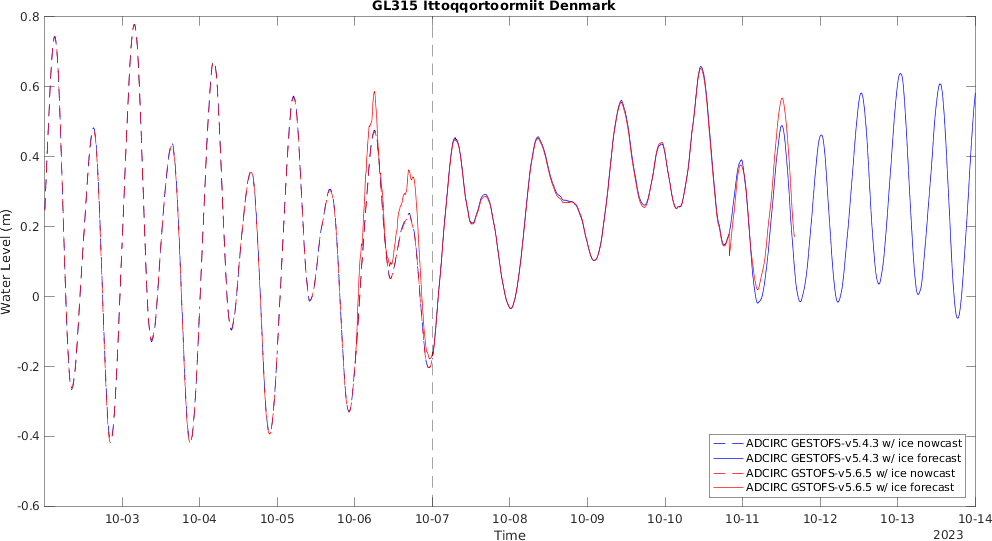 GL315 Ittoqqortoormiit Denmark
0.8
0.6
0.4
0.2
0
-0.2
-0.4
-0.6
Water Level (m)
10-03 10-04 10-05 10-06 10-07 10-08 10-09 10-10 10-11 10-12 10-13 10-14
Time
2023
ADCIRC GESTOFS-v5.4.3 w/ ice nowcast
ADCIRC GESTOFS-v5.4.3 w/ ice forecast
ADCIRC GSTOFS-v5.6.5 w/ ice nowcast
ADCIRC GSTOFS-v5.6.5 w/ ice forecast